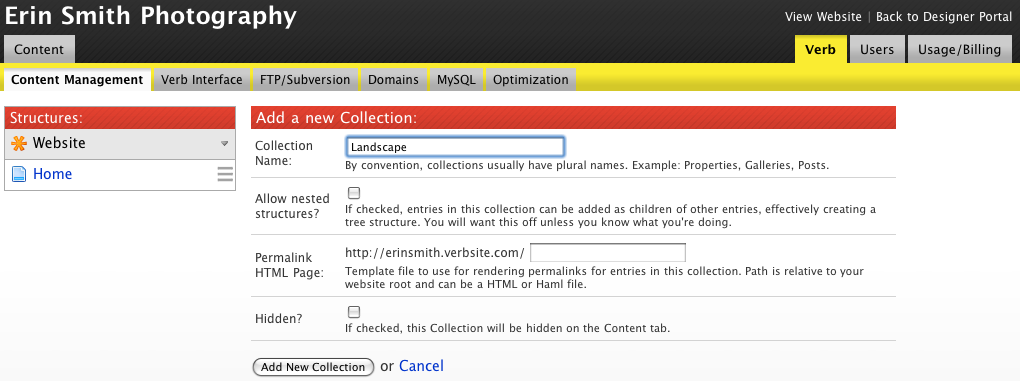 Erin Smith Photography
View Website | Back to Designer Portal
Content
Verb
Users
Usage/Billing
Content Management
Verb Interface
FTP/Subversion
Domains
MySQL
Optimization
Structures:
Website
Home
Add a new Collection:
Collection
Name:
Landscape
By convention, collections usually have plural names. Example: Properties, Galleries, Posts.
Allow nested
structures?
If checked, entries in this collection can be added as children of other entries, effectively creating a
tree structure. You will want this off unless you know what you're doing.
Permalink
HTML Page:
http://erinsmith.verbsite.com/
Template file to use for rendering permalinks for entries in this collection. Path is relative to your
website root and can be a HTML or Haml file.
Hidden?
If checked, this Collection will be hidden on the Content tab.
Add New Collection or Cancel